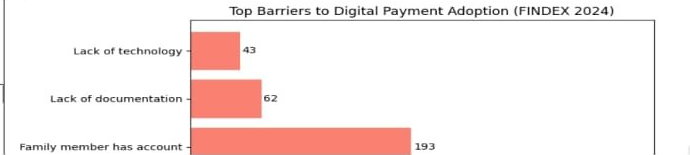 Top Barriers to Digital Payment Adoption (FINDEX 2024)
Lack of technology 43
Lack of documentation 62
Family member has account 193